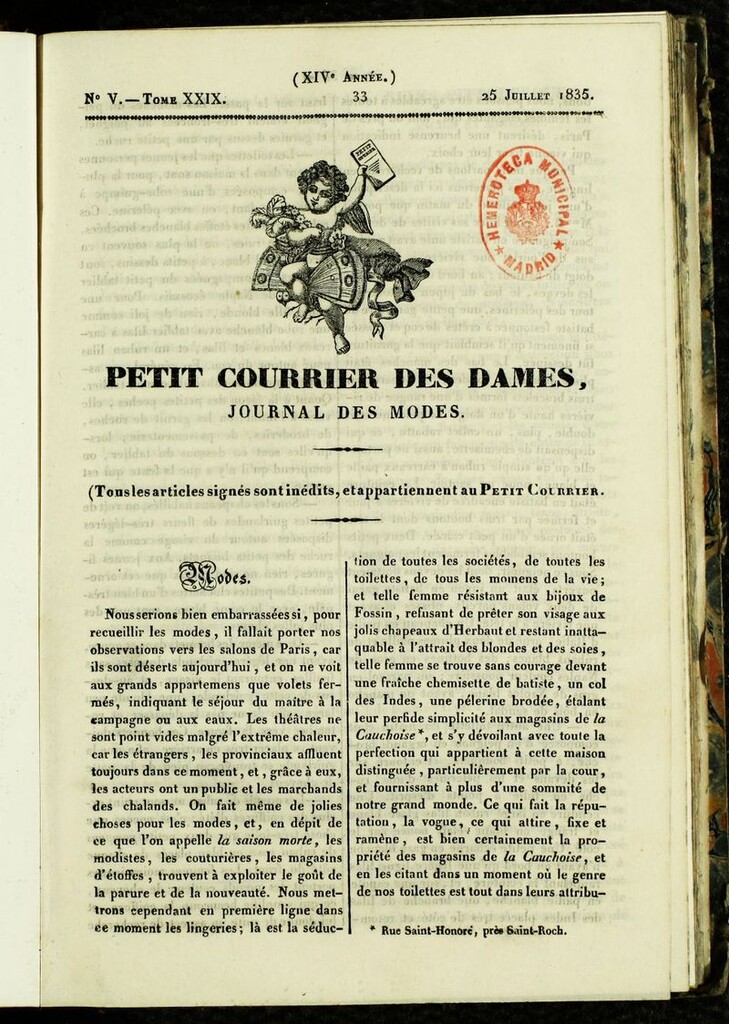 (XIVe Année.)
No V. — Tome XXIX.
33
25 Juillet 1835.
PETIT
HEMEROTECA MUNICIPAL
★ MADRID ★
PETIT COURRIER DES DAMES,
JOURNAL DES MODES.
(Tous les articles signés sont inédits, et appartiennent au Petit Courrier.
Modes.
Nous serions bien embarrassées si, pour
recueillir les modes, il fallait porter nos
observations vers les salons de Paris, car
ils sont déserts aujourd'hui, et on ne voit
aux grands appartemens que volets fer-
més, indiquant le séjour du maître à la
campagne ou aux eaux. Les théâtres ne
sont point vides malgré l'extrême chaleur,
car les étrangers, les provinciaux affluent
toujours dans ce moment, et, grâce à eux,
les acteurs ont un public et les marchands
des chalands. On fait même de jolies
choses pour les modes, et, en dépit de
ce que l'on appelle la saison morte, les
modistes, les couturières, les magasins
d'étoffes, trouvent à exploiter le goût de
la parure et de la nouveauté. Nous met-
trons cependant en première ligne dans
ce moment les lingeries; là est la séduc-
tion de toutes les sociétés, de toutes les
toilettes, de tous les momens de la vie;
et telle femme résistant aux bijoux de
Fossin, refusant de prêter son visage aux
jolis chapeaux d'Herbaut et restant inatta-
quable à l'attrait des blondes et des soies,
telle femme se trouve sans courage devant
une fraîche chemisette de batiste, un col
des Indes, une pélerine brodée, étalant
leur perfide simplicité aux magasins de la
Cauchoise*, et s'y dévoilant avec toute la
perfection qui appartient à cette maison
distinguée, particulièrement par la cour,
et fournissant à plus d'une sommité de
notre grand monde. Ce qui fait la répu-
tation, la vogue, ce qui attire, fixe et
ramène, est bien certainement la pro-
priété des magasins de la Cauchoise, et
en les citant dans un moment où le genre
de nos toilettes est tout dans leurs attribu-
* Rue Saint-Honoré, près Saint-Roch.